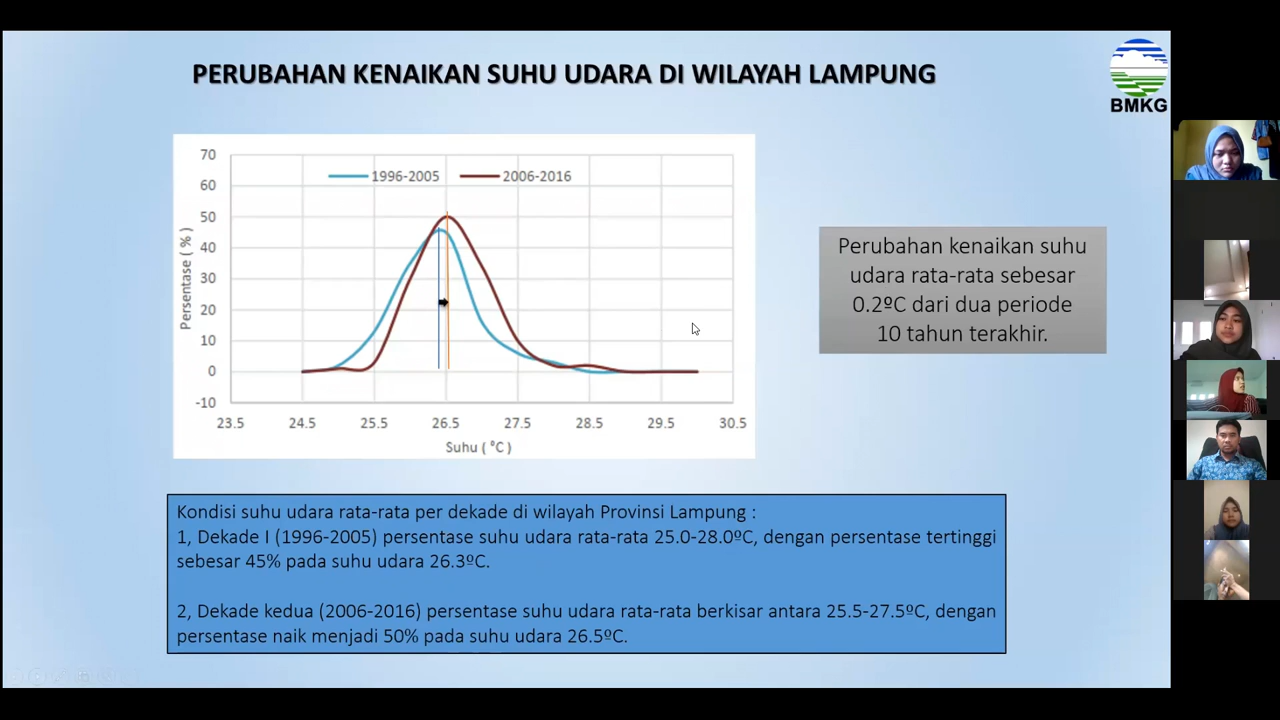 PERUBAHAN KENAIKAN SUHU UDARA DI WILAYAH LAMPUNG
BMKG
70
60
50
40
30
20
10
0
-10
Persentase ( % )
1996-2005
2006-2016
23.5 24.5 25.5 26.5 27.5 28.5 29.5 30.5
Suhu ( °C )
Perubahan kenaikan suhu
udara rata-rata sebesar
0.2ºC dari dua periode
10 tahun terakhir.
Kondisi suhu udara rata-rata per dekade di wilayah Provinsi Lampung :
1, Dekade I (1996-2005) persentase suhu udara rata-rata 25.0-28.0ºC, dengan persentase tertinggi
sebesar 45% pada suhu udara 26.3ºC.
2, Dekade kedua (2006-2016) persentase suhu udara rata-rata berkisar antara 25.5-27.5ºC, dengan
persentase naik menjadi 50% pada suhu udara 26.5ºC.